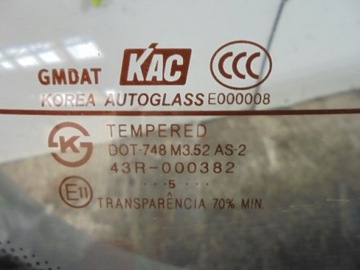 GMDAT KAC CCC
KOREA AUTOGLASS E000008
TEMPERED
DOT-748 M3.52 AS-2
43R-000382
E11 ..5..
TRANSPARÊNCIA 70% MIN.